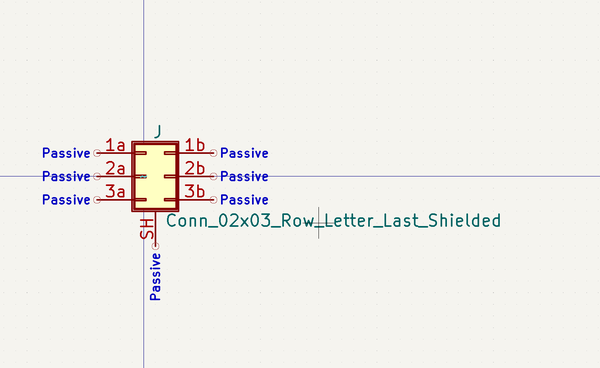 J
Passive 1a 1b Passive
Passive 2a 2b Passive
Passive 3a 3b Passive
SH
Conn_02x03_Row_Letter_Last_Shielded
Passive